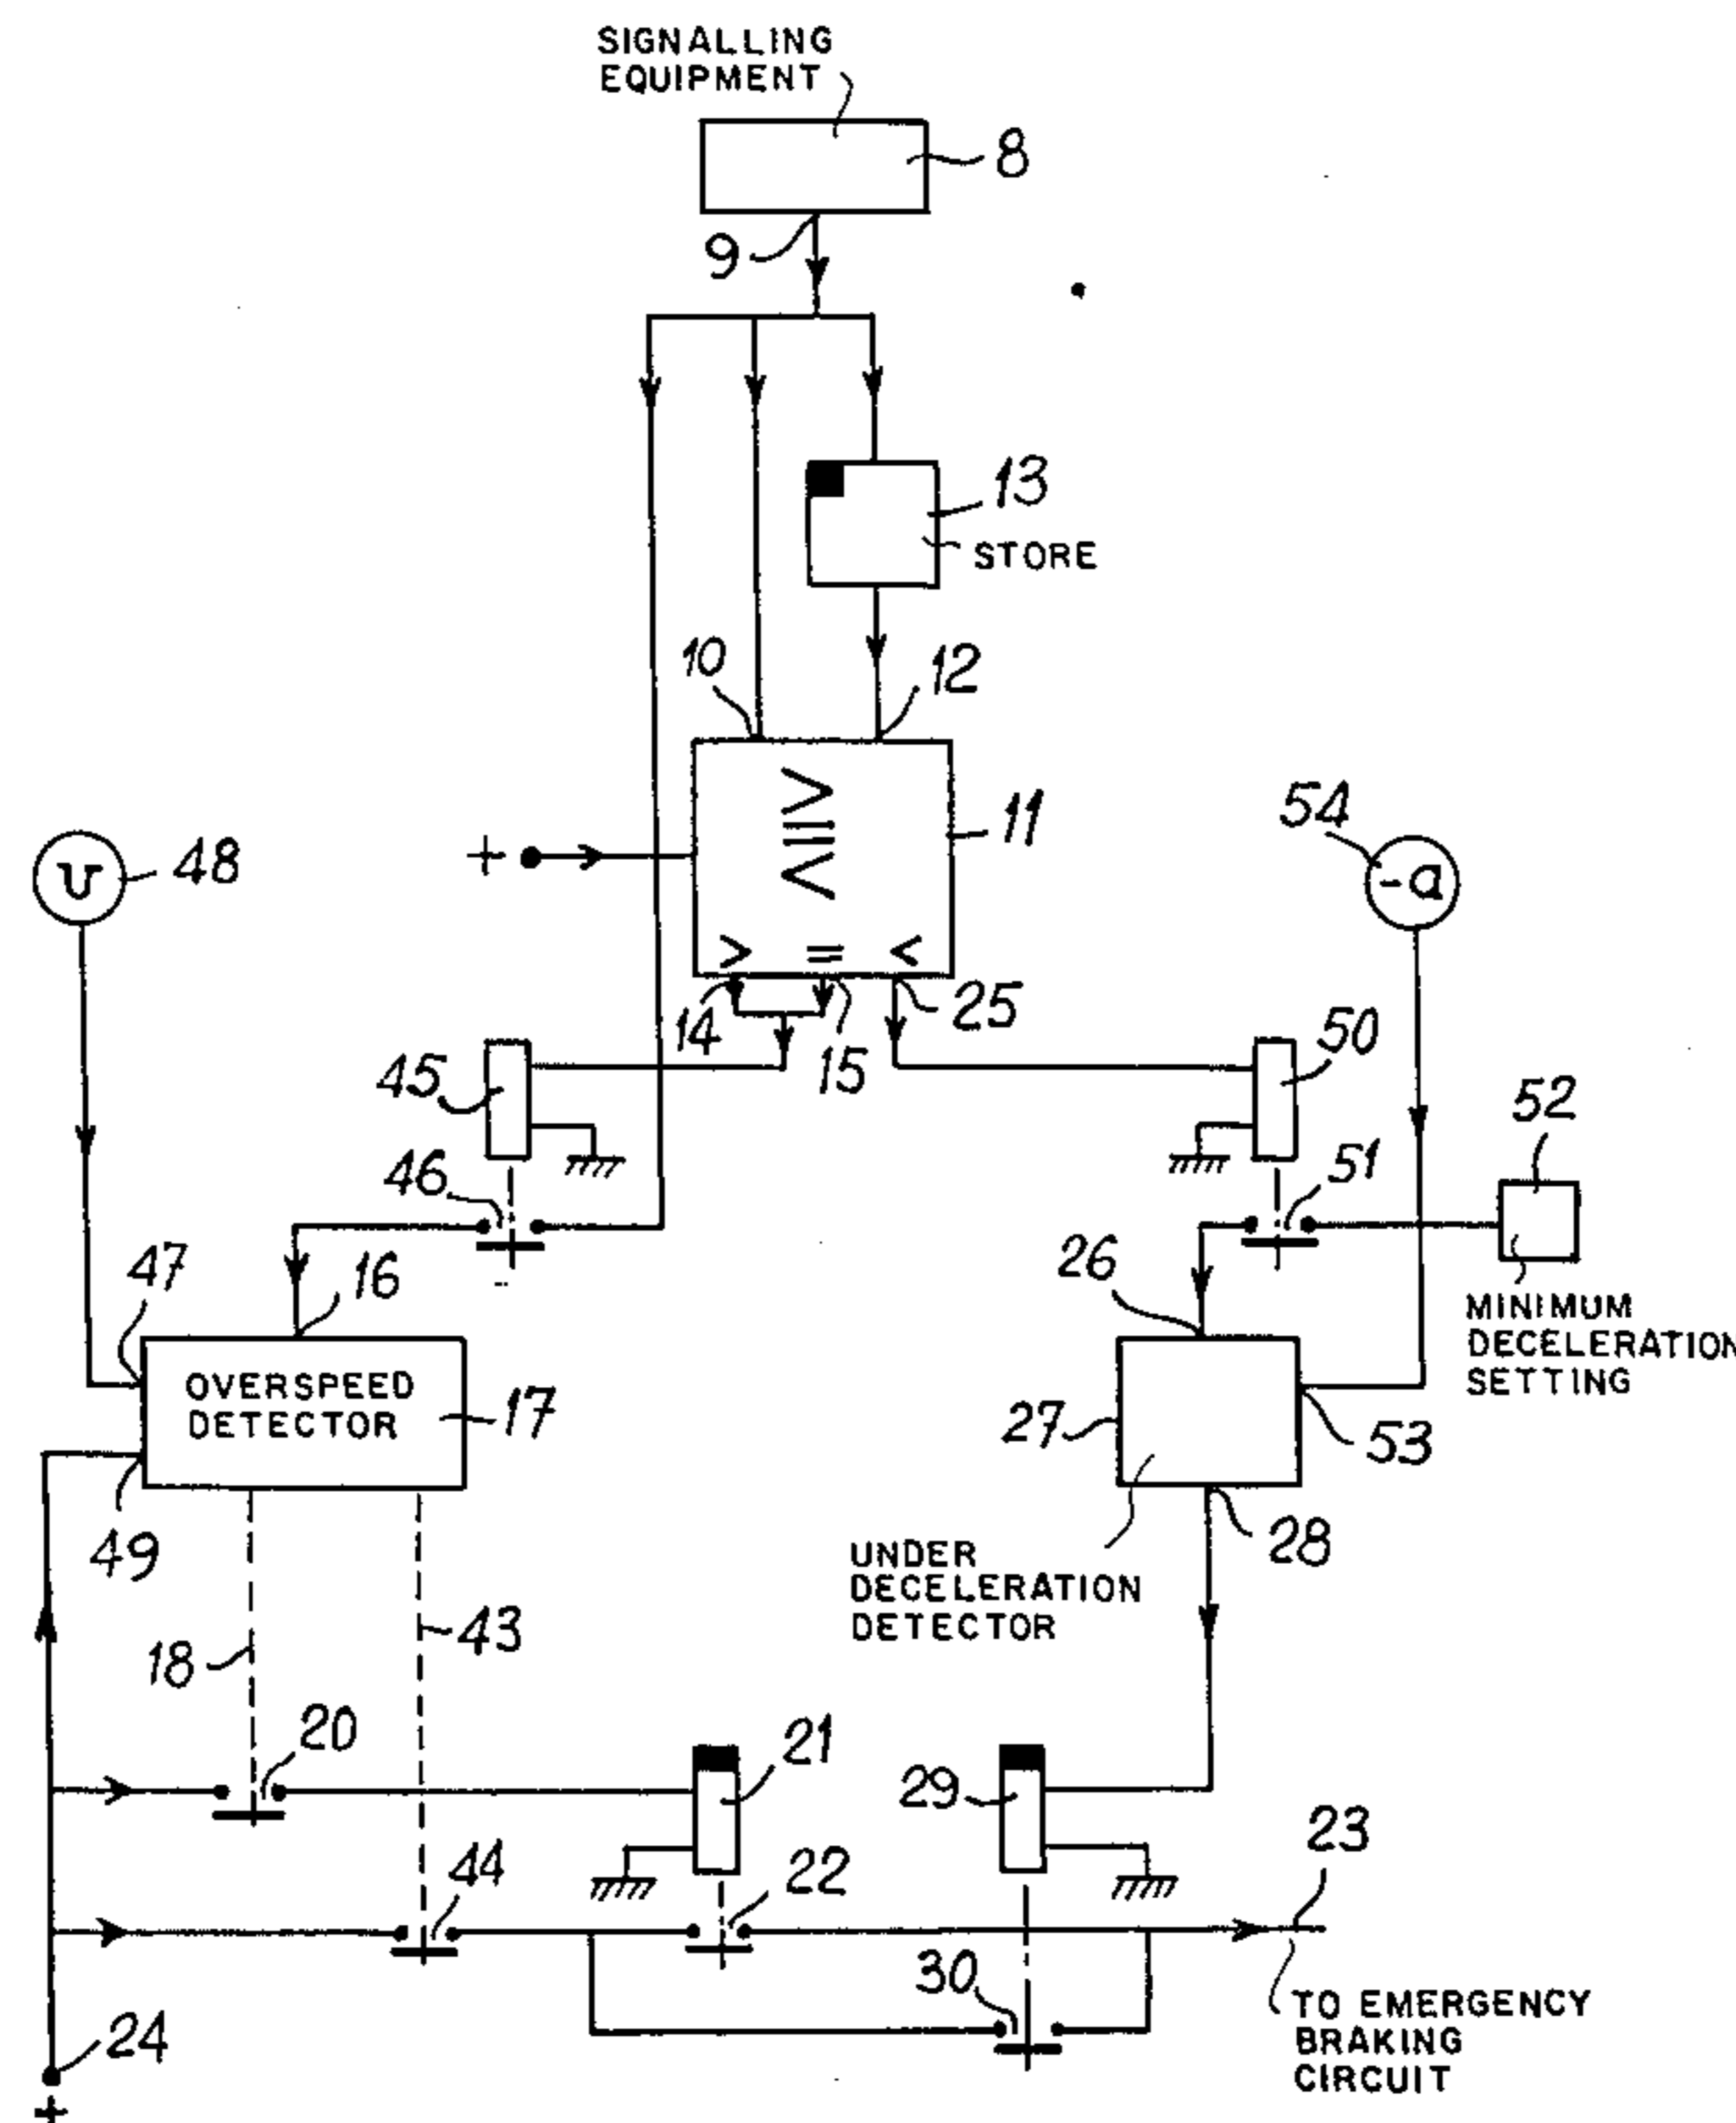 SIGNALLING
EQUIPMENT
8
9
13
STORE
10
12
>
≡
<
11
+
48
v
54
-a
> = <
14
15
25
45
50
52
46
51
47
16
26
MINIMUM
DECELERATION
SETTING
OVERSPEED
DETECTOR
17
27
53
49
28
UNDER
DECELERATION
DETECTOR
18
43
20
21
29
23
44
22
30
TO EMERGENCY
BRAKING
CIRCUIT
24
+